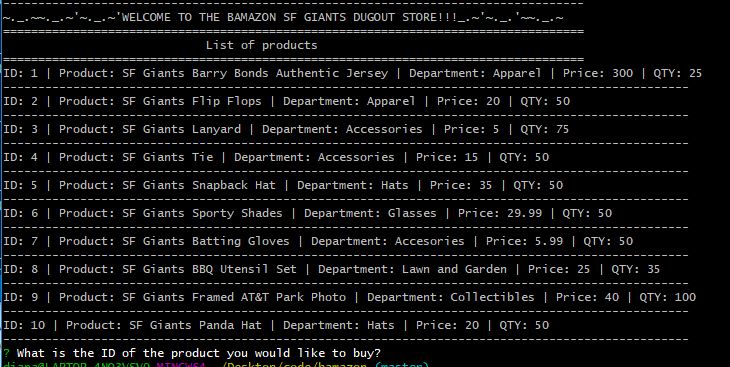 ~._.~~._.~'~._.~'WELCOME TO THE BAMAZON SF GIANTS DUGOUT STORE!!!_.~'~._.'~~._.~
================================================================================
List of products
================================================================================
ID: 1 | Product: SF Giants Barry Bonds Authentic Jersey | Department: Apparel | Price: 300 | QTY: 25
ID: 2 | Product: SF Giants Flip Flops | Department: Apparel | Price: 20 | QTY: 50
ID: 3 | Product: SF Giants Lanyard | Department: Accessories | Price: 5 | QTY: 75
ID: 4 | Product: SF Giants Tie | Department: Accessories | Price: 15 | QTY: 50
ID: 5 | Product: SF Giants Snapback Hat | Department: Hats | Price: 35 | QTY: 50
ID: 6 | Product: SF Giants Sporty Shades | Department: Glasses | Price: 29.99 | QTY: 50
ID: 7 | Product: SF Giants Batting Gloves | Department: Accesories | Price: 5.99 | QTY: 50
ID: 8 | Product: SF Giants BBQ Utensil Set | Department: Lawn and Garden | Price: 25 | QTY: 35
ID: 9 | Product: SF Giants Framed AT&T Park Photo | Department: Collectibles | Price: 40 | QTY: 100
ID: 10 | Product: SF Giants Panda Hat | Department: Hats | Price: 20 | QTY: 50
? What is the ID of the product you would like to buy?
MINGW64 ~/Desktop/code/bamazon (master)